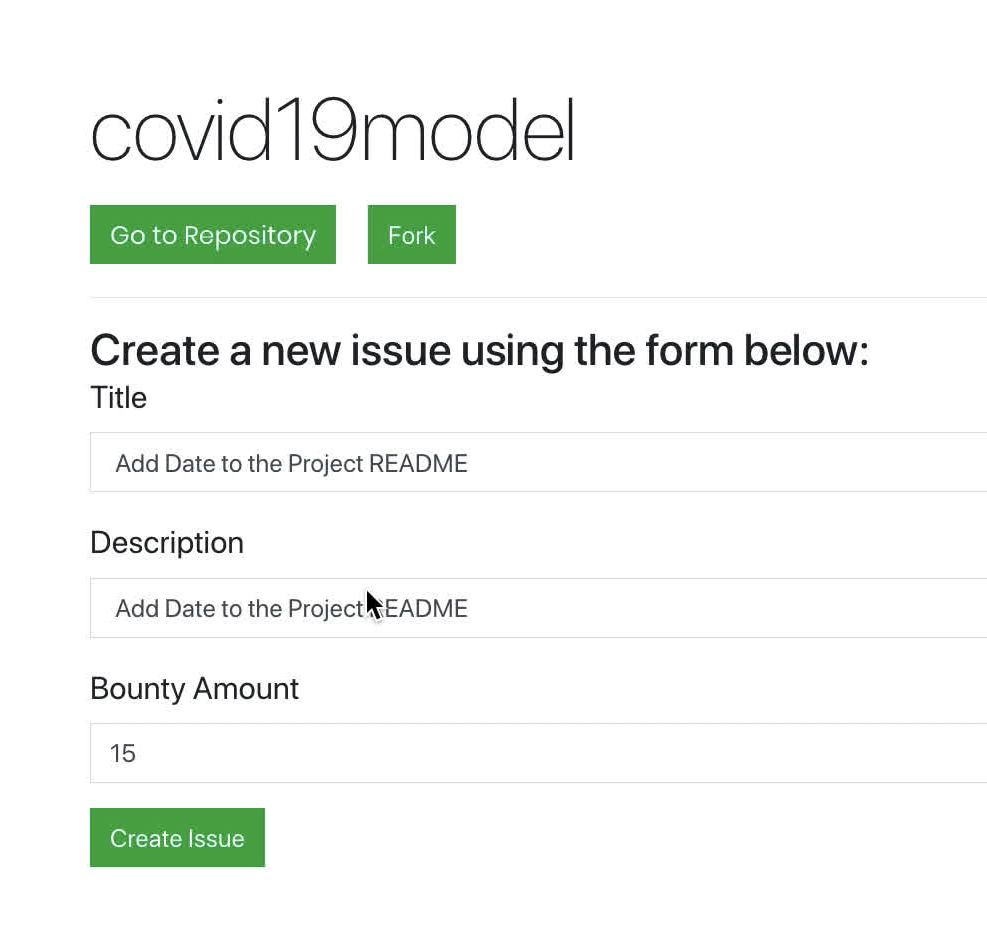 covid19model
Go to Repository Fork
Create a new issue using the form below:
Title
Add Date to the Project README
Description
Add Date to the Project README
Bounty Amount
15
Create Issue